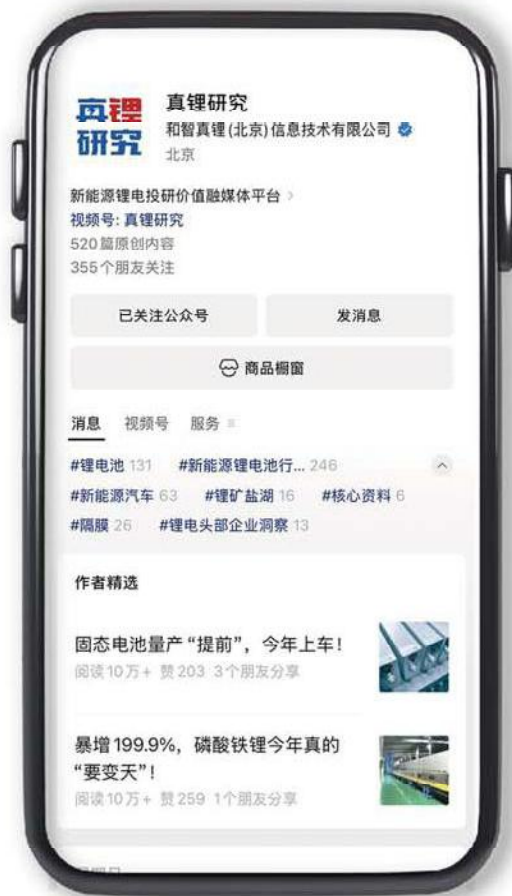 真锂
研究
真锂研究
和智真锂(北京)信息技术有限公司
北京
新能源锂电投研价值融媒体平台
视频号: 真锂研究
520篇原创内容
355个朋友关注
已关注公众号
发消息
商品橱窗
消息 视频号 服务
#锂电池 131 #新能源锂电池行... 246
#新能源汽车 63 #锂矿盐湖 16 #核心资料 6
#隔膜 26 #锂电头部企业洞察 13
作者精选
固态电池量产“提前”，今年上车！
阅读10万+ 赞203 3个朋友分享
暴增199.9%，磷酸铁锂今年真的
“要变天”！
阅读10万+ 赞259 1个朋友分享